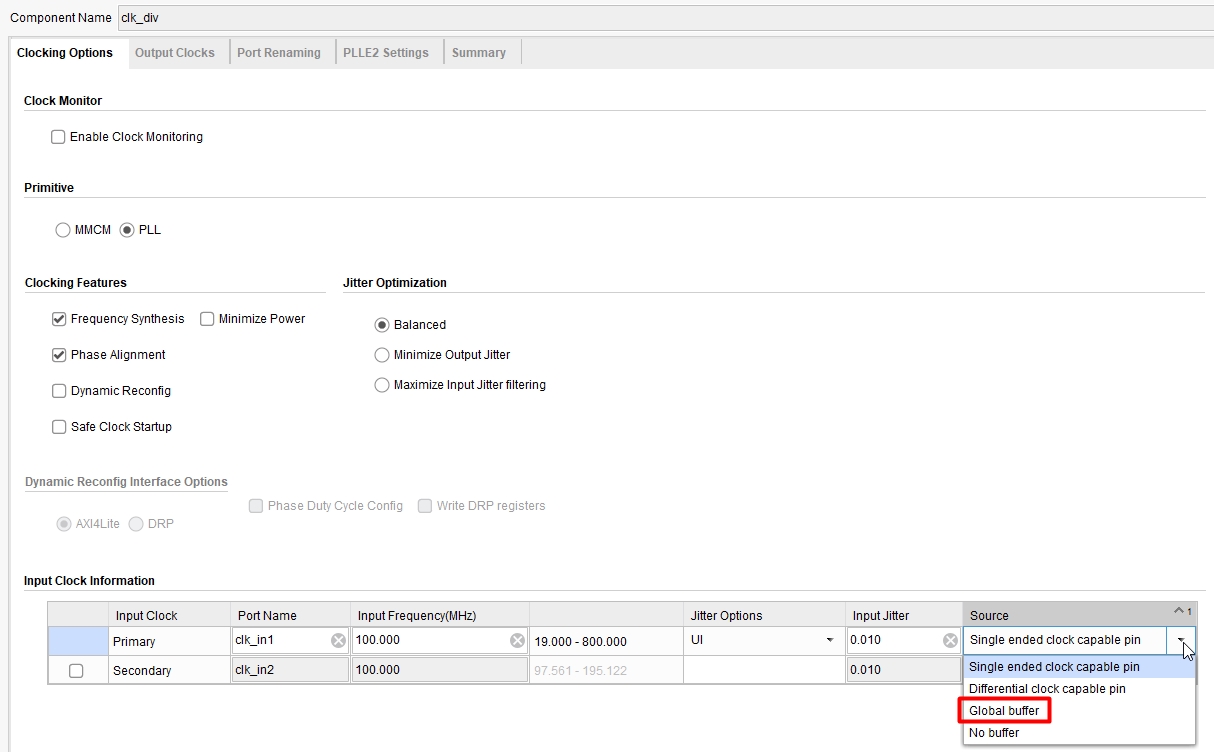 Component Name clk_div
Clocking Options Output Clocks Port Renaming PLLE2 Settings Summary
Clock Monitor
Enable Clock Monitoring
Primitive
MMCM PLL
Clocking Features Jitter Optimization
Frequency Synthesis Minimize Power Balanced
Phase Alignment Minimize Output Jitter
Dynamic Reconfig Maximize Input Jitter filtering
Safe Clock Startup
Dynamic Reconfig Interface Options
Phase Duty Cycle Config Write DRP registers
AXI4Lite DRP
Input Clock Information
Input Clock Port Name Input Frequency(MHz) Jitter Options Input Jitter Source 1
Primary clk_in1 100.000 19.000 - 800.000 UI 0.010 Single ended clock capable pin
Secondary clk_in2 100.000 97.561 - 195.122 0.010 Single ended clock capable pin
Differential clock capable pin
Global buffer
No buffer